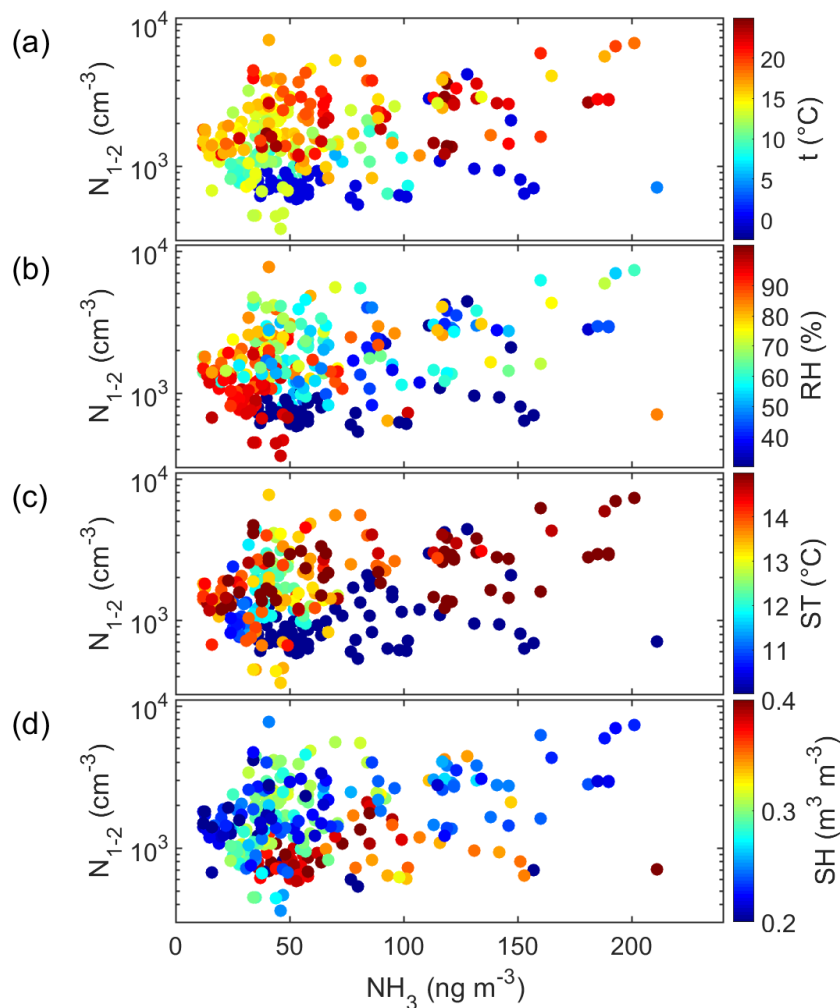 (a)
10⁴
10³
N₁₋₂ (cm⁻³)
20
15
10
5
0
t (°C)
(b)
10⁴
10³
N₁₋₂ (cm⁻³)
90
80
70
60
50
40
RH (%)
(c)
10⁴
10³
N₁₋₂ (cm⁻³)
14
13
12
11
ST (°C)
(d)
10⁴
10³
N₁₋₂ (cm⁻³)
0.4
0.3
0.2
SH (m³ m⁻³)
0 50 100 150 200
NH₃ (ng m⁻³)